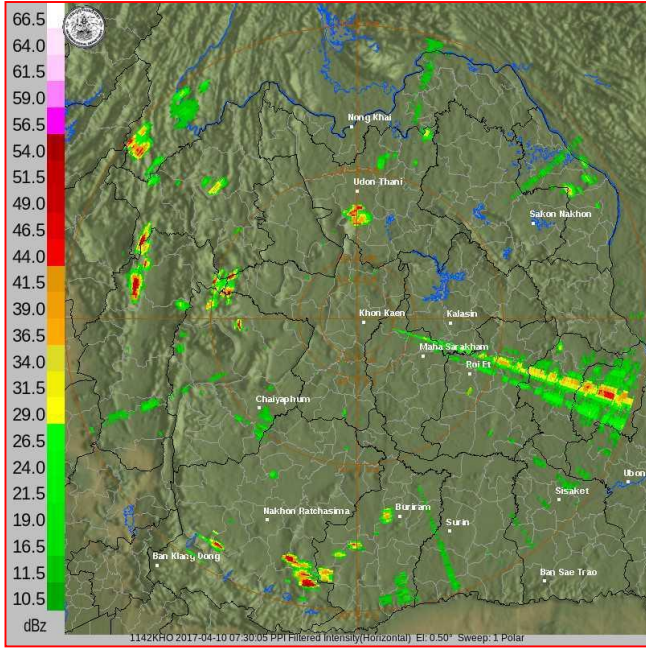 66.5
64.0
61.5
59.0
56.5
54.0
51.5
49.0
46.5
44.0
41.5
39.0
36.5
34.0
31.5
29.0
26.5
24.0
21.5
19.0
16.5
11.5
10.5
dBz
Nong Khai
Udon Thani
Sakon Nakhon
Khon Kaen
Kalasin
Maha Sarakham
Roi Et
Chaiyaphum
Ubon
Sisaket
Buriram
Nakhon Ratchasima
Surin
Ban Klang Dong
Ban Sae Trao
1142KHO 2017-04-10 07:30:05 PPI Filtered Intensity(Horizontal) El: 0.50° Sweep: 1 Polar